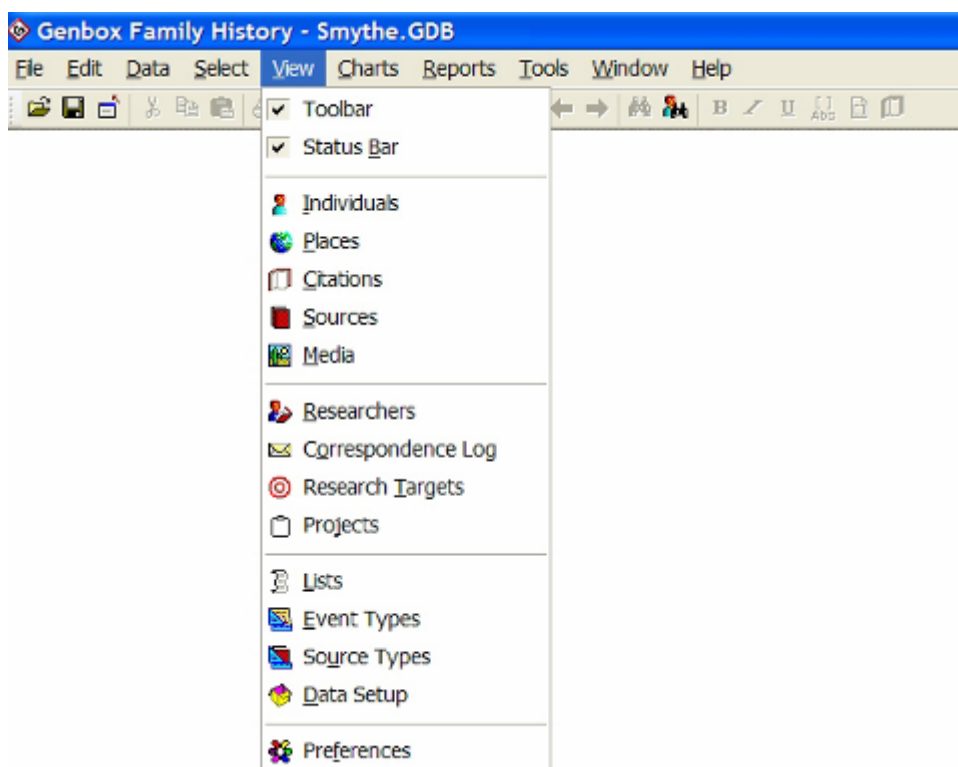 Genbox Family History - Smythe.GDB
File Edit Data Select View Charts Reports Tools Window Help
B I U Abc
Toolbar
Status Bar
Individuals
Places
Citations
Sources
Media
Researchers
Correspondence Log
Research Targets
Projects
Lists
Event Types
Source Types
Data Setup
Preferences